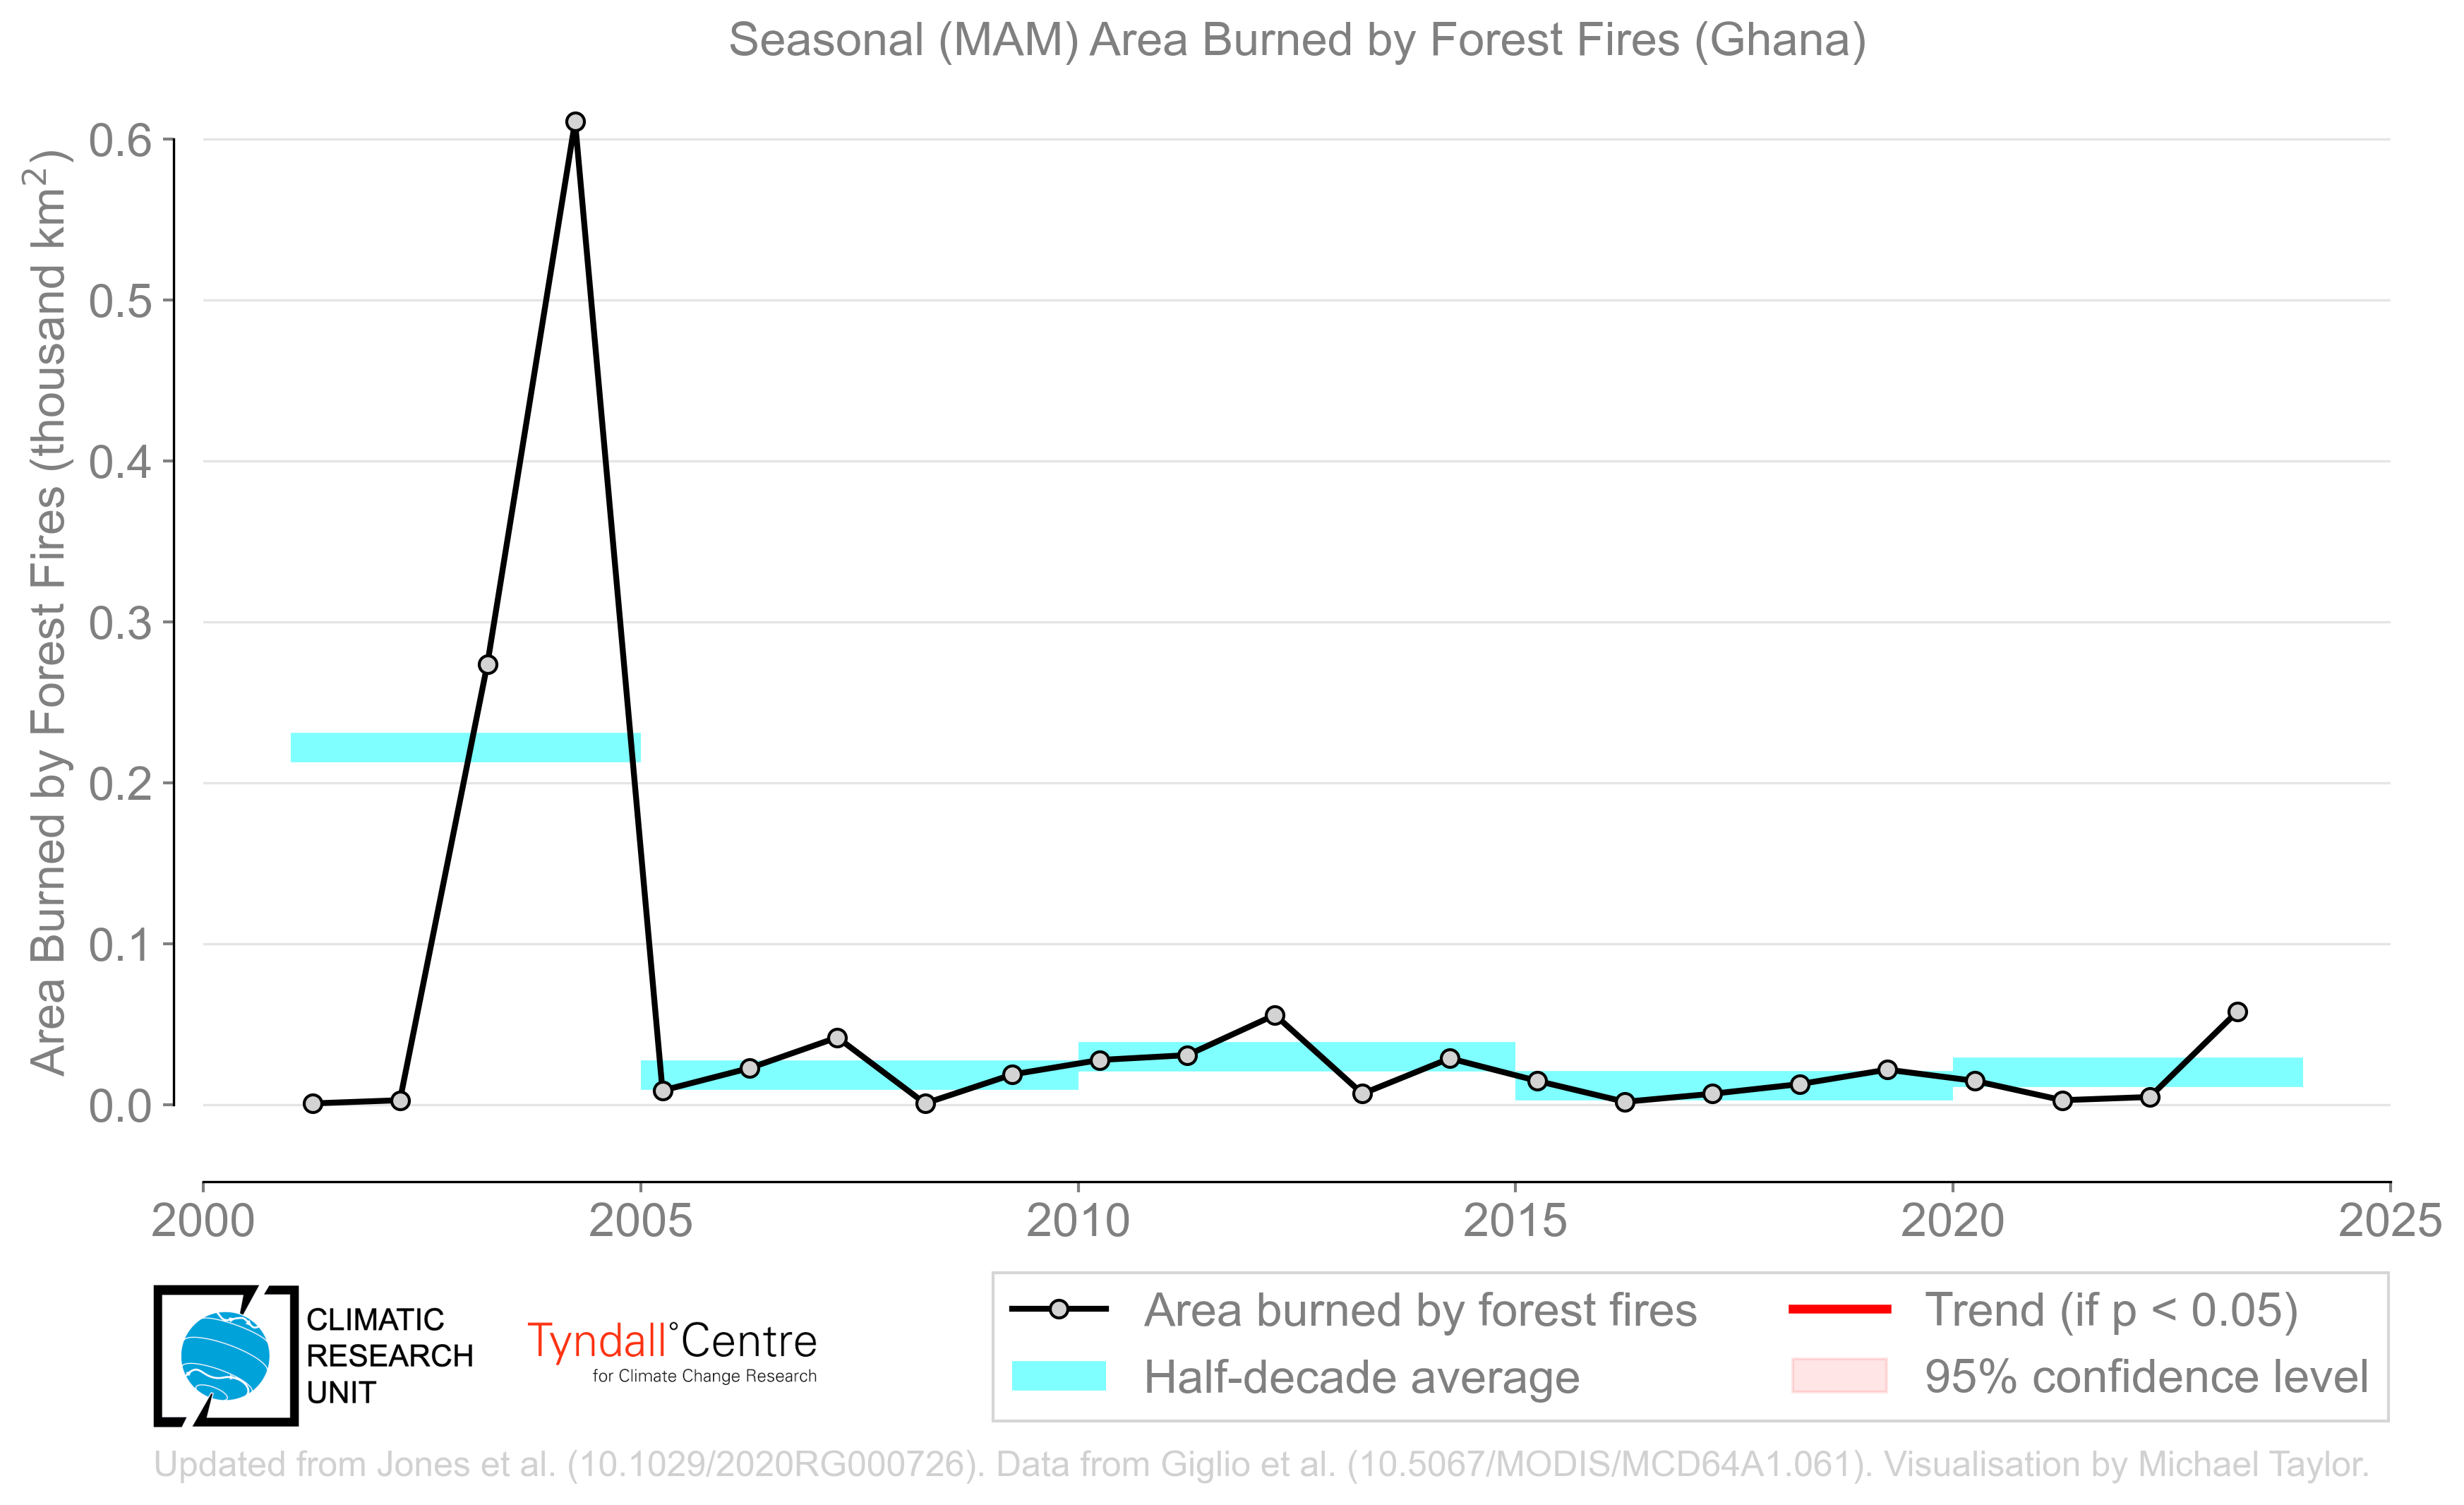 Seasonal (MAM) Area Burned by Forest Fires (Ghana)
Area Burned by Forest Fires (thousand km²)
0.6
0.5
0.4
0.3
0.2
0.1
0.0
2000 2005 2010 2015 2020 2025
CLIMATIC
RESEARCH
UNIT
Tyndall°Centre
for Climate Change Research
Area burned by forest fires
Half-decade average
Trend (if p < 0.05)
95% confidence level
Updated from Jones et al. (10.1029/2020RG000726). Data from Giglio et al. (10.5067/MODIS/MCD64A1.061). Visualisation by Michael Taylor.